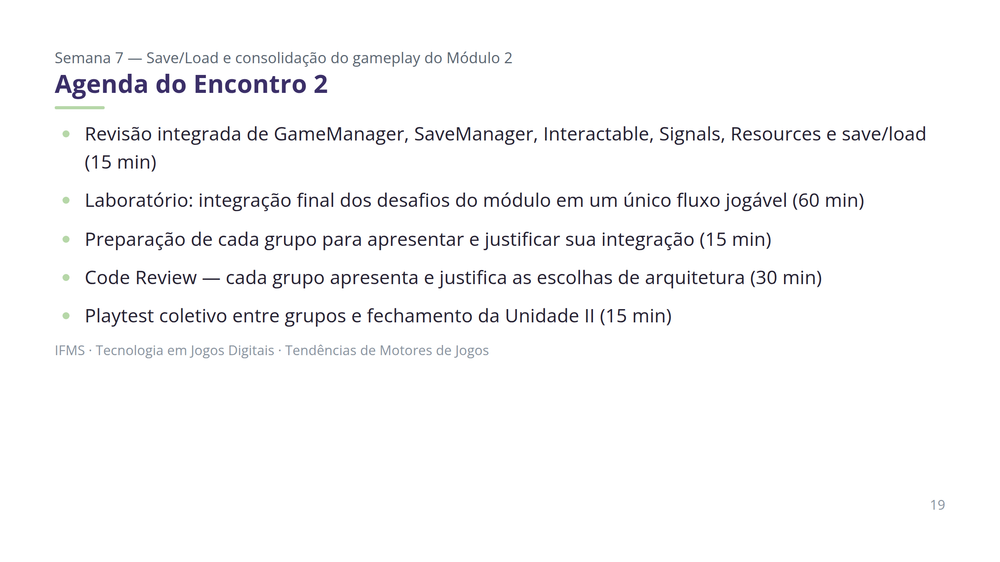 Semana 7 — Save/Load e consolidação do gameplay do Módulo 2
Agenda do Encontro 2
• Revisão integrada de GameManager, SaveManager, Interactable, Signals, Resources e save/load
(15 min)
• Laboratório: integração final dos desafios do módulo em um único fluxo jogável (60 min)
• Preparação de cada grupo para apresentar e justificar sua integração (15 min)
• Code Review — cada grupo apresenta e justifica as escolhas de arquitetura (30 min)
• Playtest coletivo entre grupos e fechamento da Unidade II (15 min)
IFMS · Tecnologia em Jogos Digitais · Tendências de Motores de Jogos
19